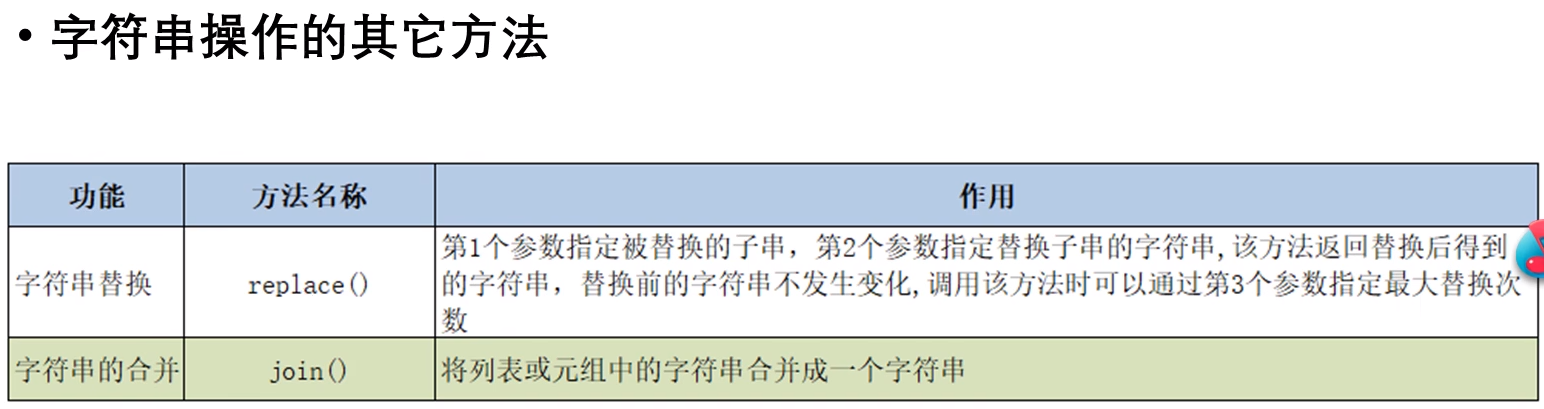 • 字符串操作的其它方法
功能 方法名称 作用
第1个参数指定被替换的子串，第2个参数指定替换子串的字符串,该方法返回替换后得到
字符串替换 replace() 的字符串，替换前的字符串不发生变化,调用该方法时可以通过第3个参数指定最大替换次
数
字符串的合并 join() 将列表或元组中的字符串合并成一个字符串